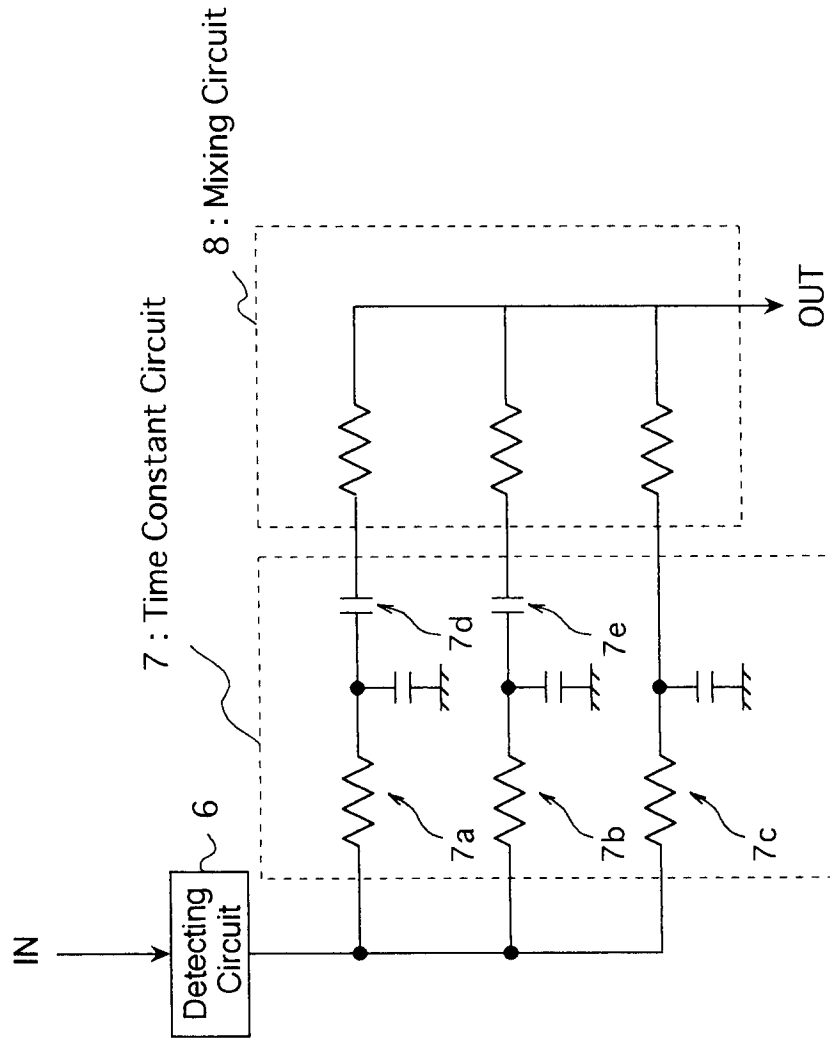 IN
Detecting
Circuit
6
7 : Time Constant Circuit
8 : Mixing Circuit
7a
7d
7b
7e
7c
OUT